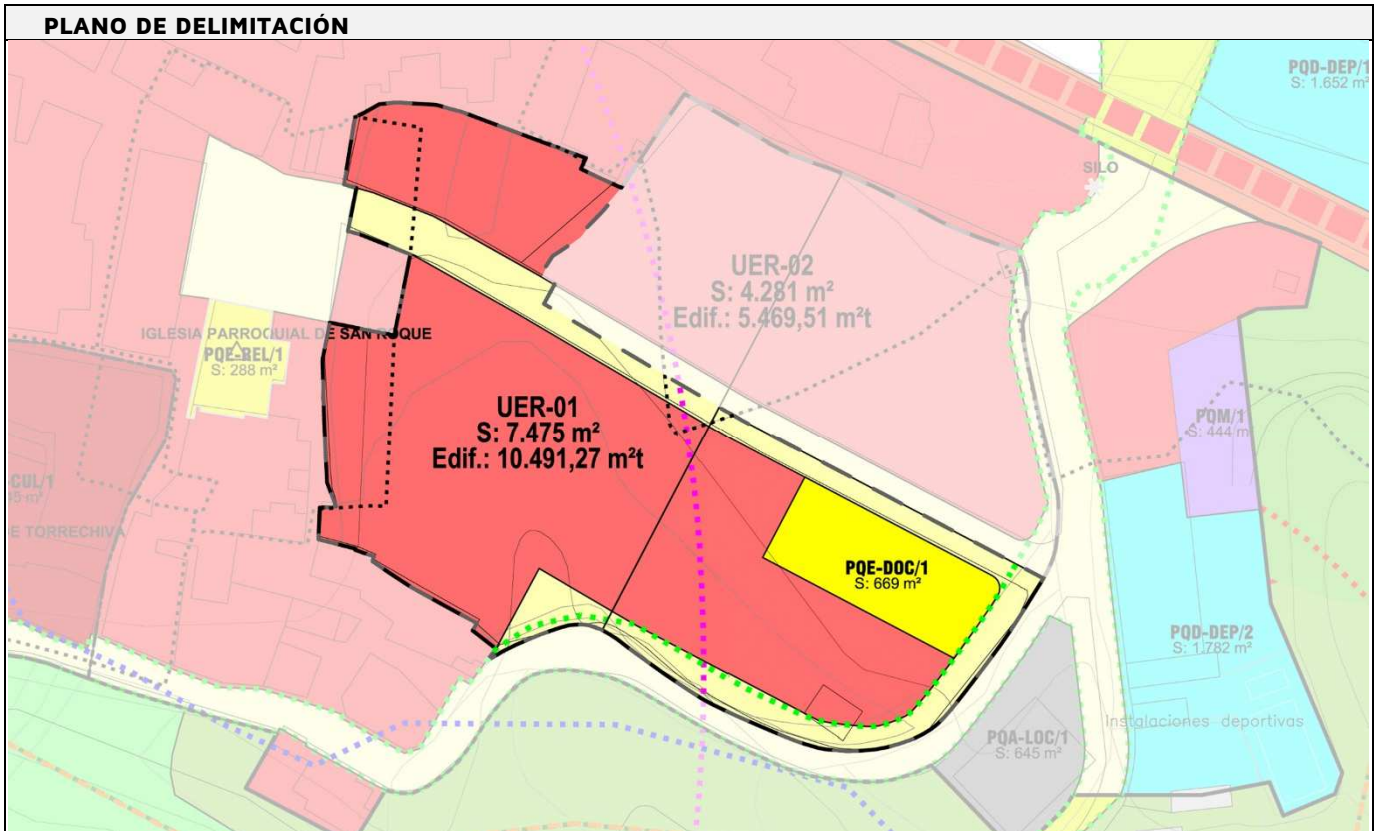 PLANO DE DELIMITACIÓN
PQD-DEP/1
S: 1.652 m²
SILO
UER-02
S: 4.281 m²
Edif.: 5.469,51 m²t
IGLESIA PARROQUIAL DE SAN ROQUE
PQE-REL/1
S: 288 m²
UER-01
S: 7.475 m²
Edif.: 10.491,27 m²t
PQM/1
S: 444 m
-CUL/1
45 m²
E TORRECHIVA
PQE-DOC/1
S: 669 m²
PQD-DEP/2
S: 1.782 m²
Instalaciones deportivas
PQA-LOC/1
S: 645 m²